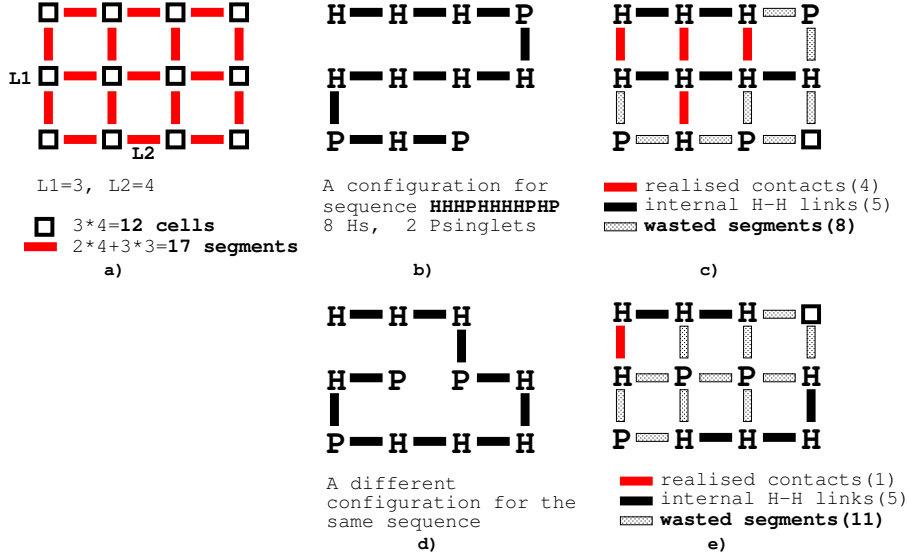 H H H P
H H H P
L1
H H H H
H H H H
P H P
P H P
L2
L1=3, L2=4
3*4=12 cells
2*4+3*3=17 segments
a)
A configuration for
sequence HHHPHHHHPHP
8 Hs, 2 Psinglets
b)
realised contacts(4)
internal H-H links(5)
wasted segments(8)
c)
H H H
H H H
H P P H
H P P H
P H H H
P H H H
A different
configuration for the
same sequence
d)
realised contacts(1)
internal H-H links(5)
wasted segments(11)
e)